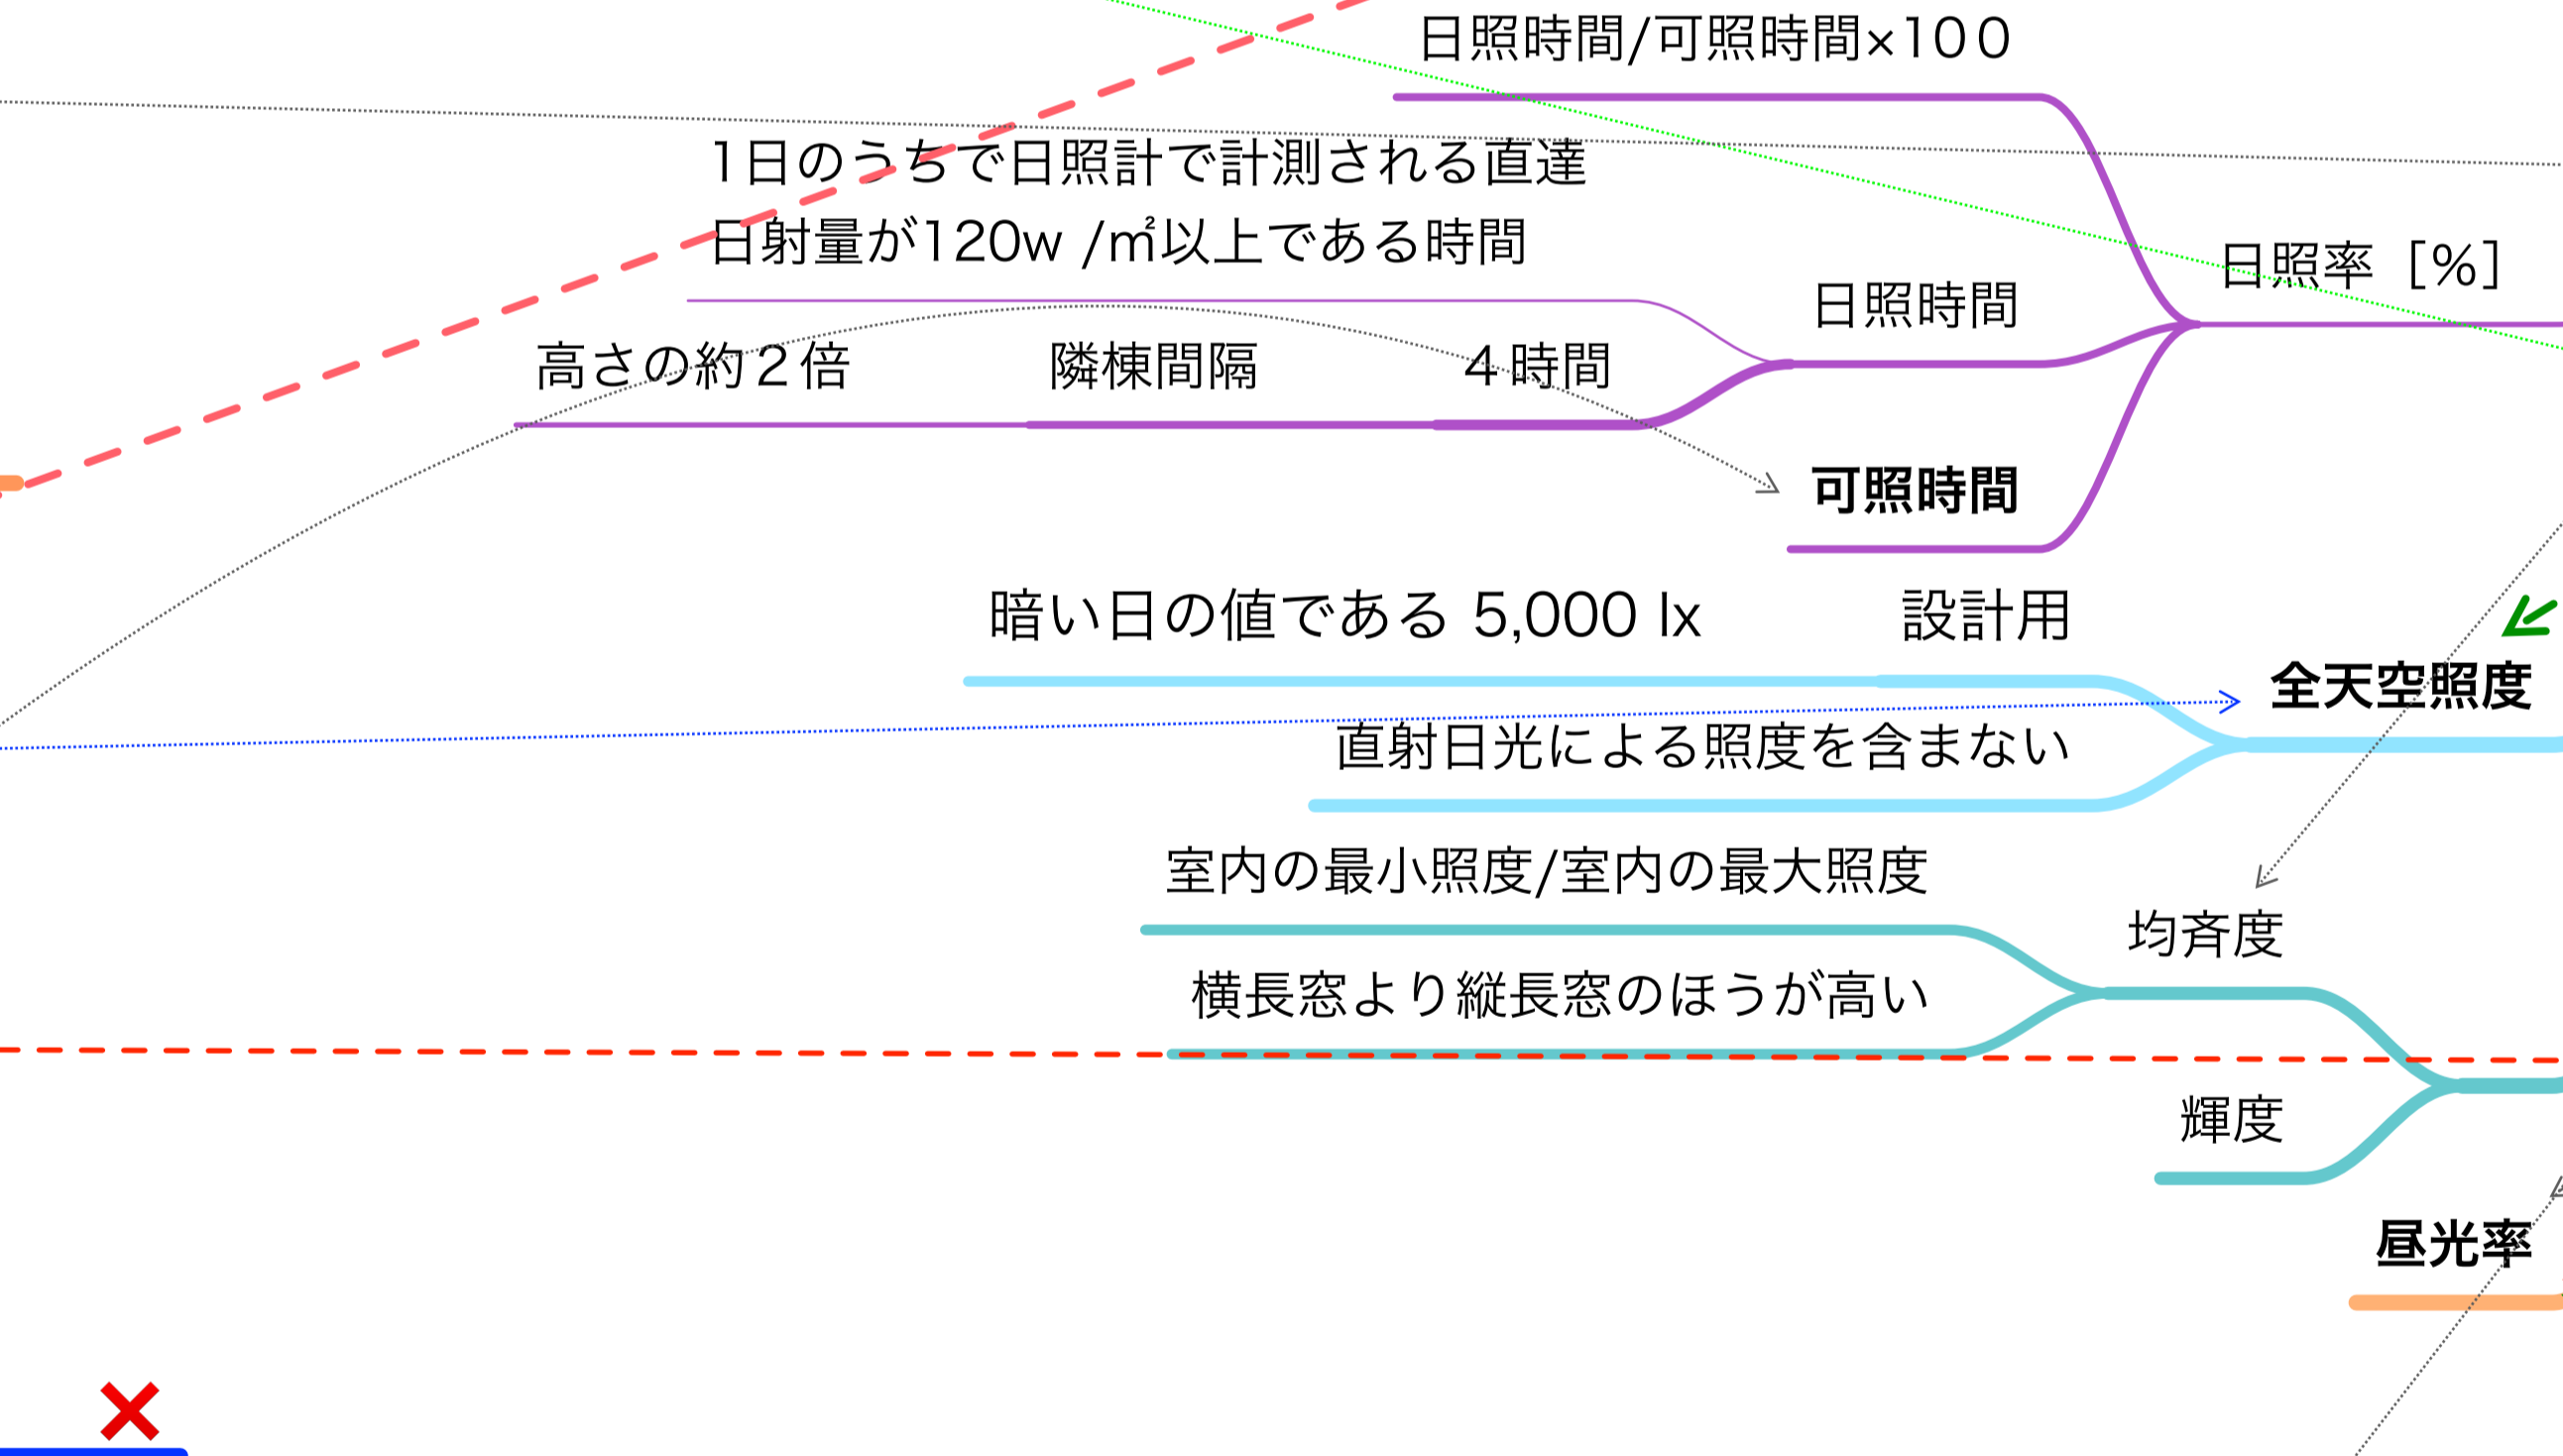 日照時間/可照時間×１００
1日のうちで日照計で計測される直達
日射量が120w /㎡以上である時間
日照率［%］
日照時間
高さの約２倍
隣棟間隔
４時間
可照時間
暗い日の値である 5,000 lx
設計用
全天空照度
直射日光による照度を含まない
室内の最小照度/室内の最大照度
均斉度
横長窓より縦長窓のほうが高い
輝度
昼光率